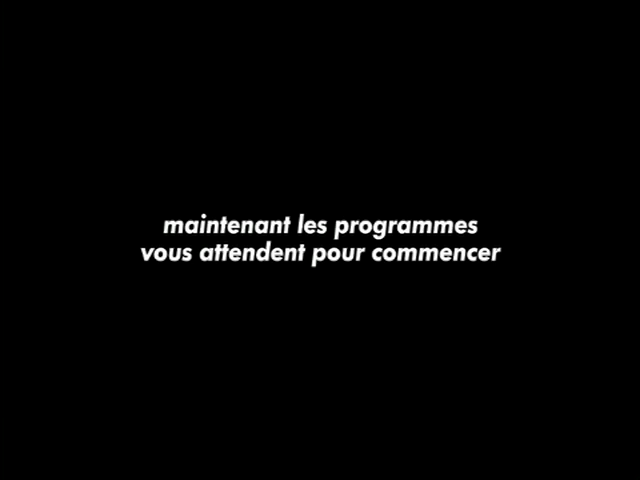 maintenant les programmes
vous attendent pour commencer